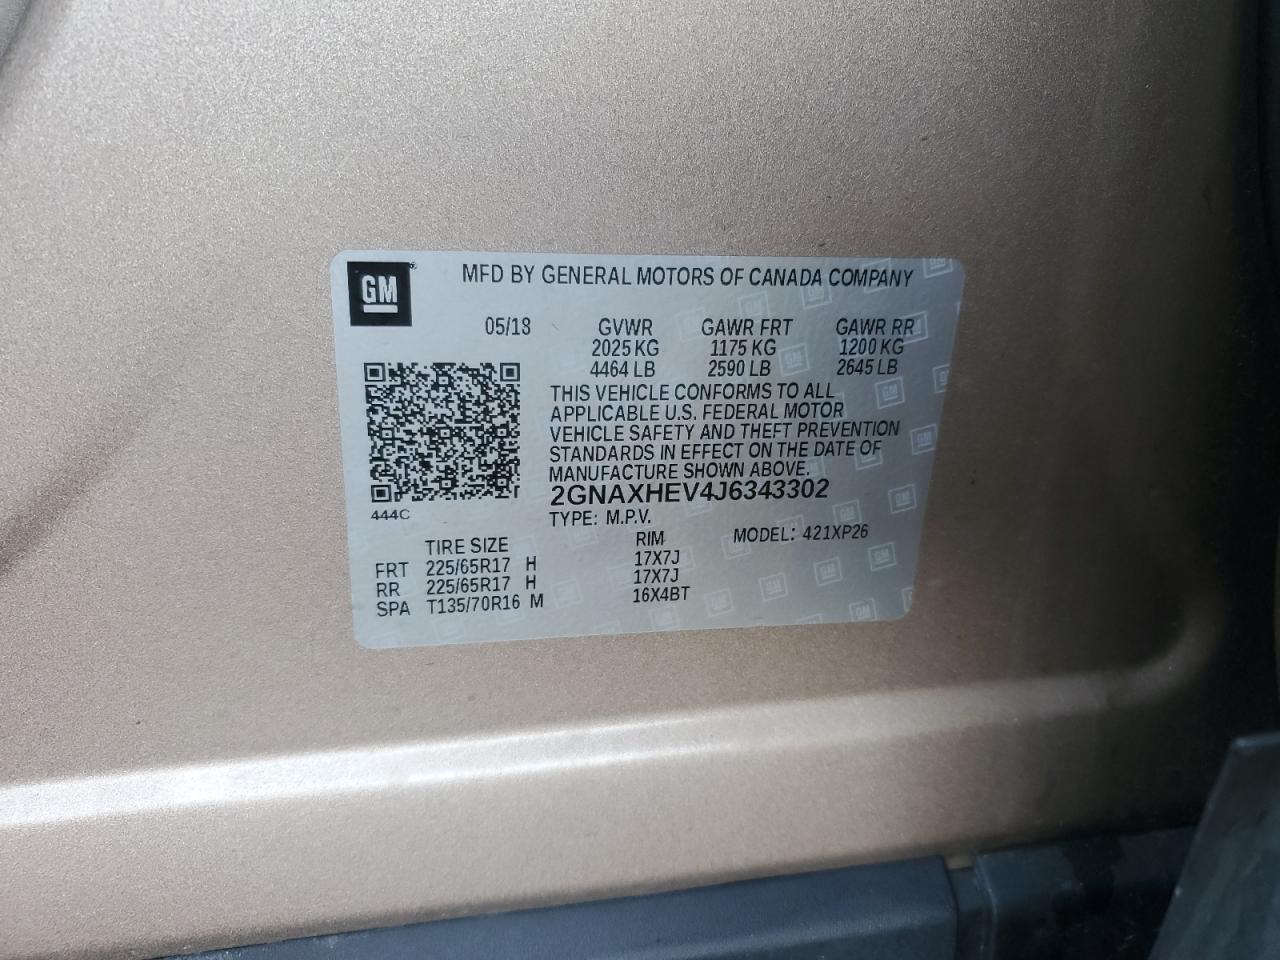 GM
MFD BY GENERAL MOTORS OF CANADA COMPANY
05/18 GVWR GAWR FRT GAWR RR
2025 KG 1175 KG 1200 KG
4464 LB 2590 LB 2645 LB
THIS VEHICLE CONFORMS TO ALL
APPLICABLE U.S. FEDERAL MOTOR
VEHICLE SAFETY AND THEFT PREVENTION
STANDARDS IN EFFECT ON THE DATE OF
MANUFACTURE SHOWN ABOVE.
2GNAXHEV4J6343302
444C
TYPE: M.P.V.
TIRE SIZE RIM MODEL: 421XP26
FRT 225/65R17 H 17X7J
RR 225/65R17 H 17X7J
SPA T135/70R16 M 16X4BT